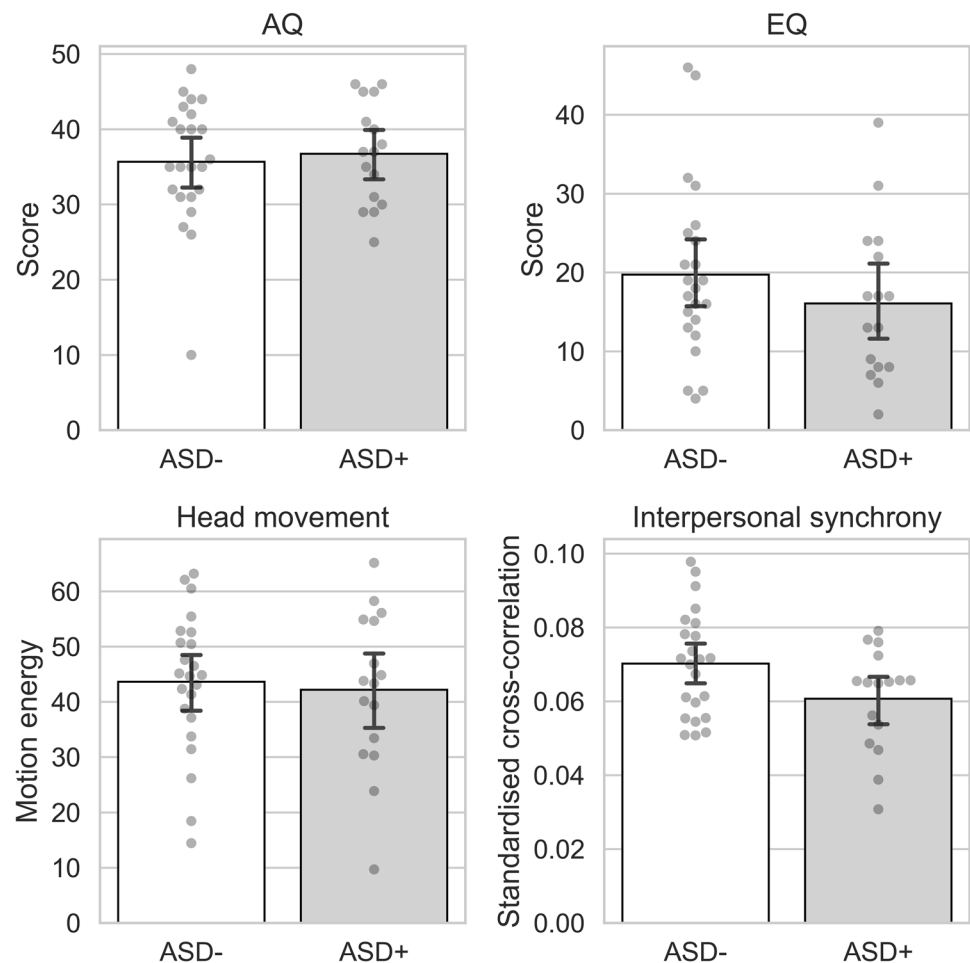 AQ
50
40
30
20
10
0
Score
ASD-
ASD+
EQ
40
30
20
10
0
Score
ASD-
ASD+
Head movement
60
50
40
30
20
10
0
Motion energy
ASD-
ASD+
Interpersonal synchrony
0.10
0.08
0.06
0.04
0.02
0.00
Standardised cross-correlation
ASD-
ASD+